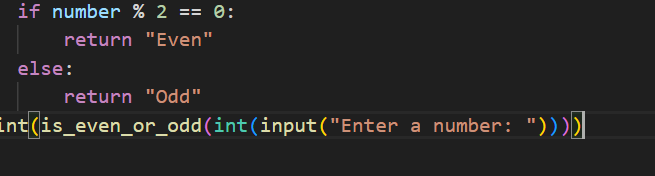 if number % 2 == 0:
return "Even"
else:
return "Odd"
int(is_even_or_odd(int(input("Enter a number: "))))